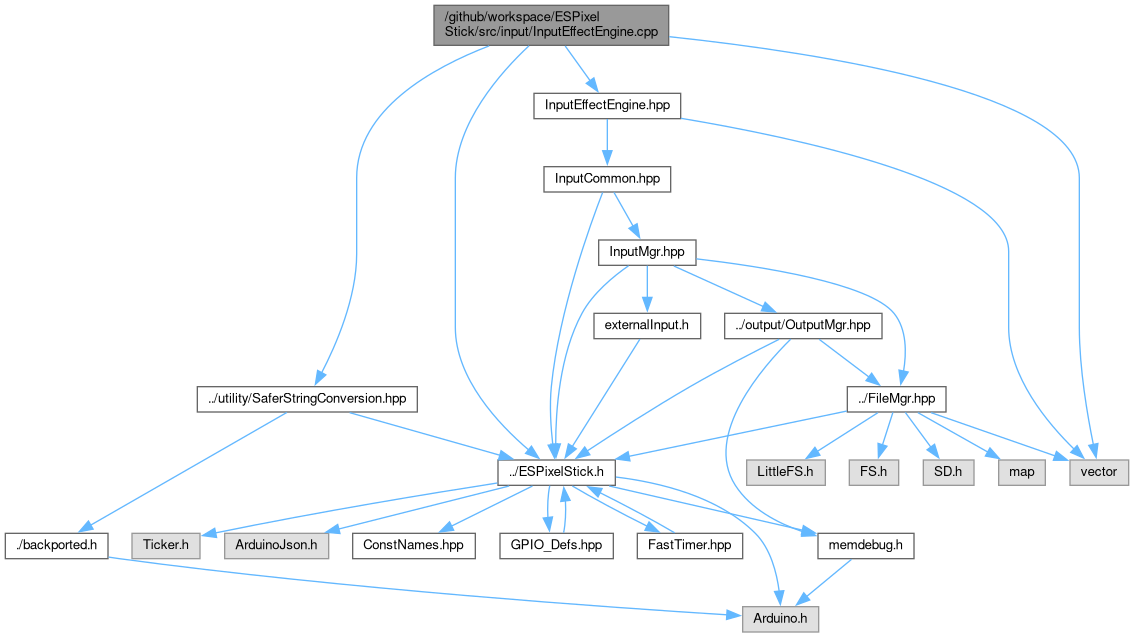 /github/workspace/ESPixel
Stick/src/input/InputEffectEngine.cpp
InputEffectEngine.hpp
InputCommon.hpp
InputMgr.hpp
externalInput.h
../output/OutputMgr.hpp
../utility/SaferStringConversion.hpp
../FileMgr.hpp
../ESPixelStick.h
LittleFS.h
FS.h
SD.h
map
vector
./backported.h
Ticker.h
ArduinoJson.h
ConstNames.hpp
GPIO_Defs.hpp
FastTimer.hpp
memdebug.h
Arduino.h